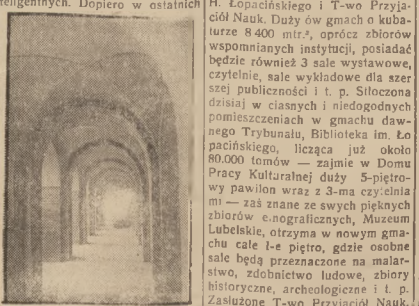 teligentnych. Dopiero w ostatnich
H. Łopacińskiego i T-wo Przyja-
ciół Nauk. Duży ów gmach o kuba-
turze 8 400 mtr.³, oprócz zbiorów
wspomnianych instytucji, posiadać
będzie również 3 sale wystawowe,
czytelnie, sale wykładowe dla szer
szej publiczności i t. p. Stłoczona
dzisiaj w ciasnych i niedogodnych
pomieszczeniach w gmachu daw-
nego Trybunału, Biblioteka im. Ło
pacińskiego, licząca już około
80.000 tomów — zajmie w Domu
Pracy Kulturalnej duży 5-piętro-
wy pawilon wraz z 3-ma czytelnia
mi — zaś znane ze swych pięknych
zbiorów etnograficznych, Muzeum
Lubelskie, otrzyma w nowym gma-
chu całe I-e piętro, gdzie osobne
sale będą przeznaczone na malar-
stwo, zdobnictwo ludowe, zbiory
historyczne, archeologiczne i t. p.
Zasłużone T-wo Przyjaciół Nauk,